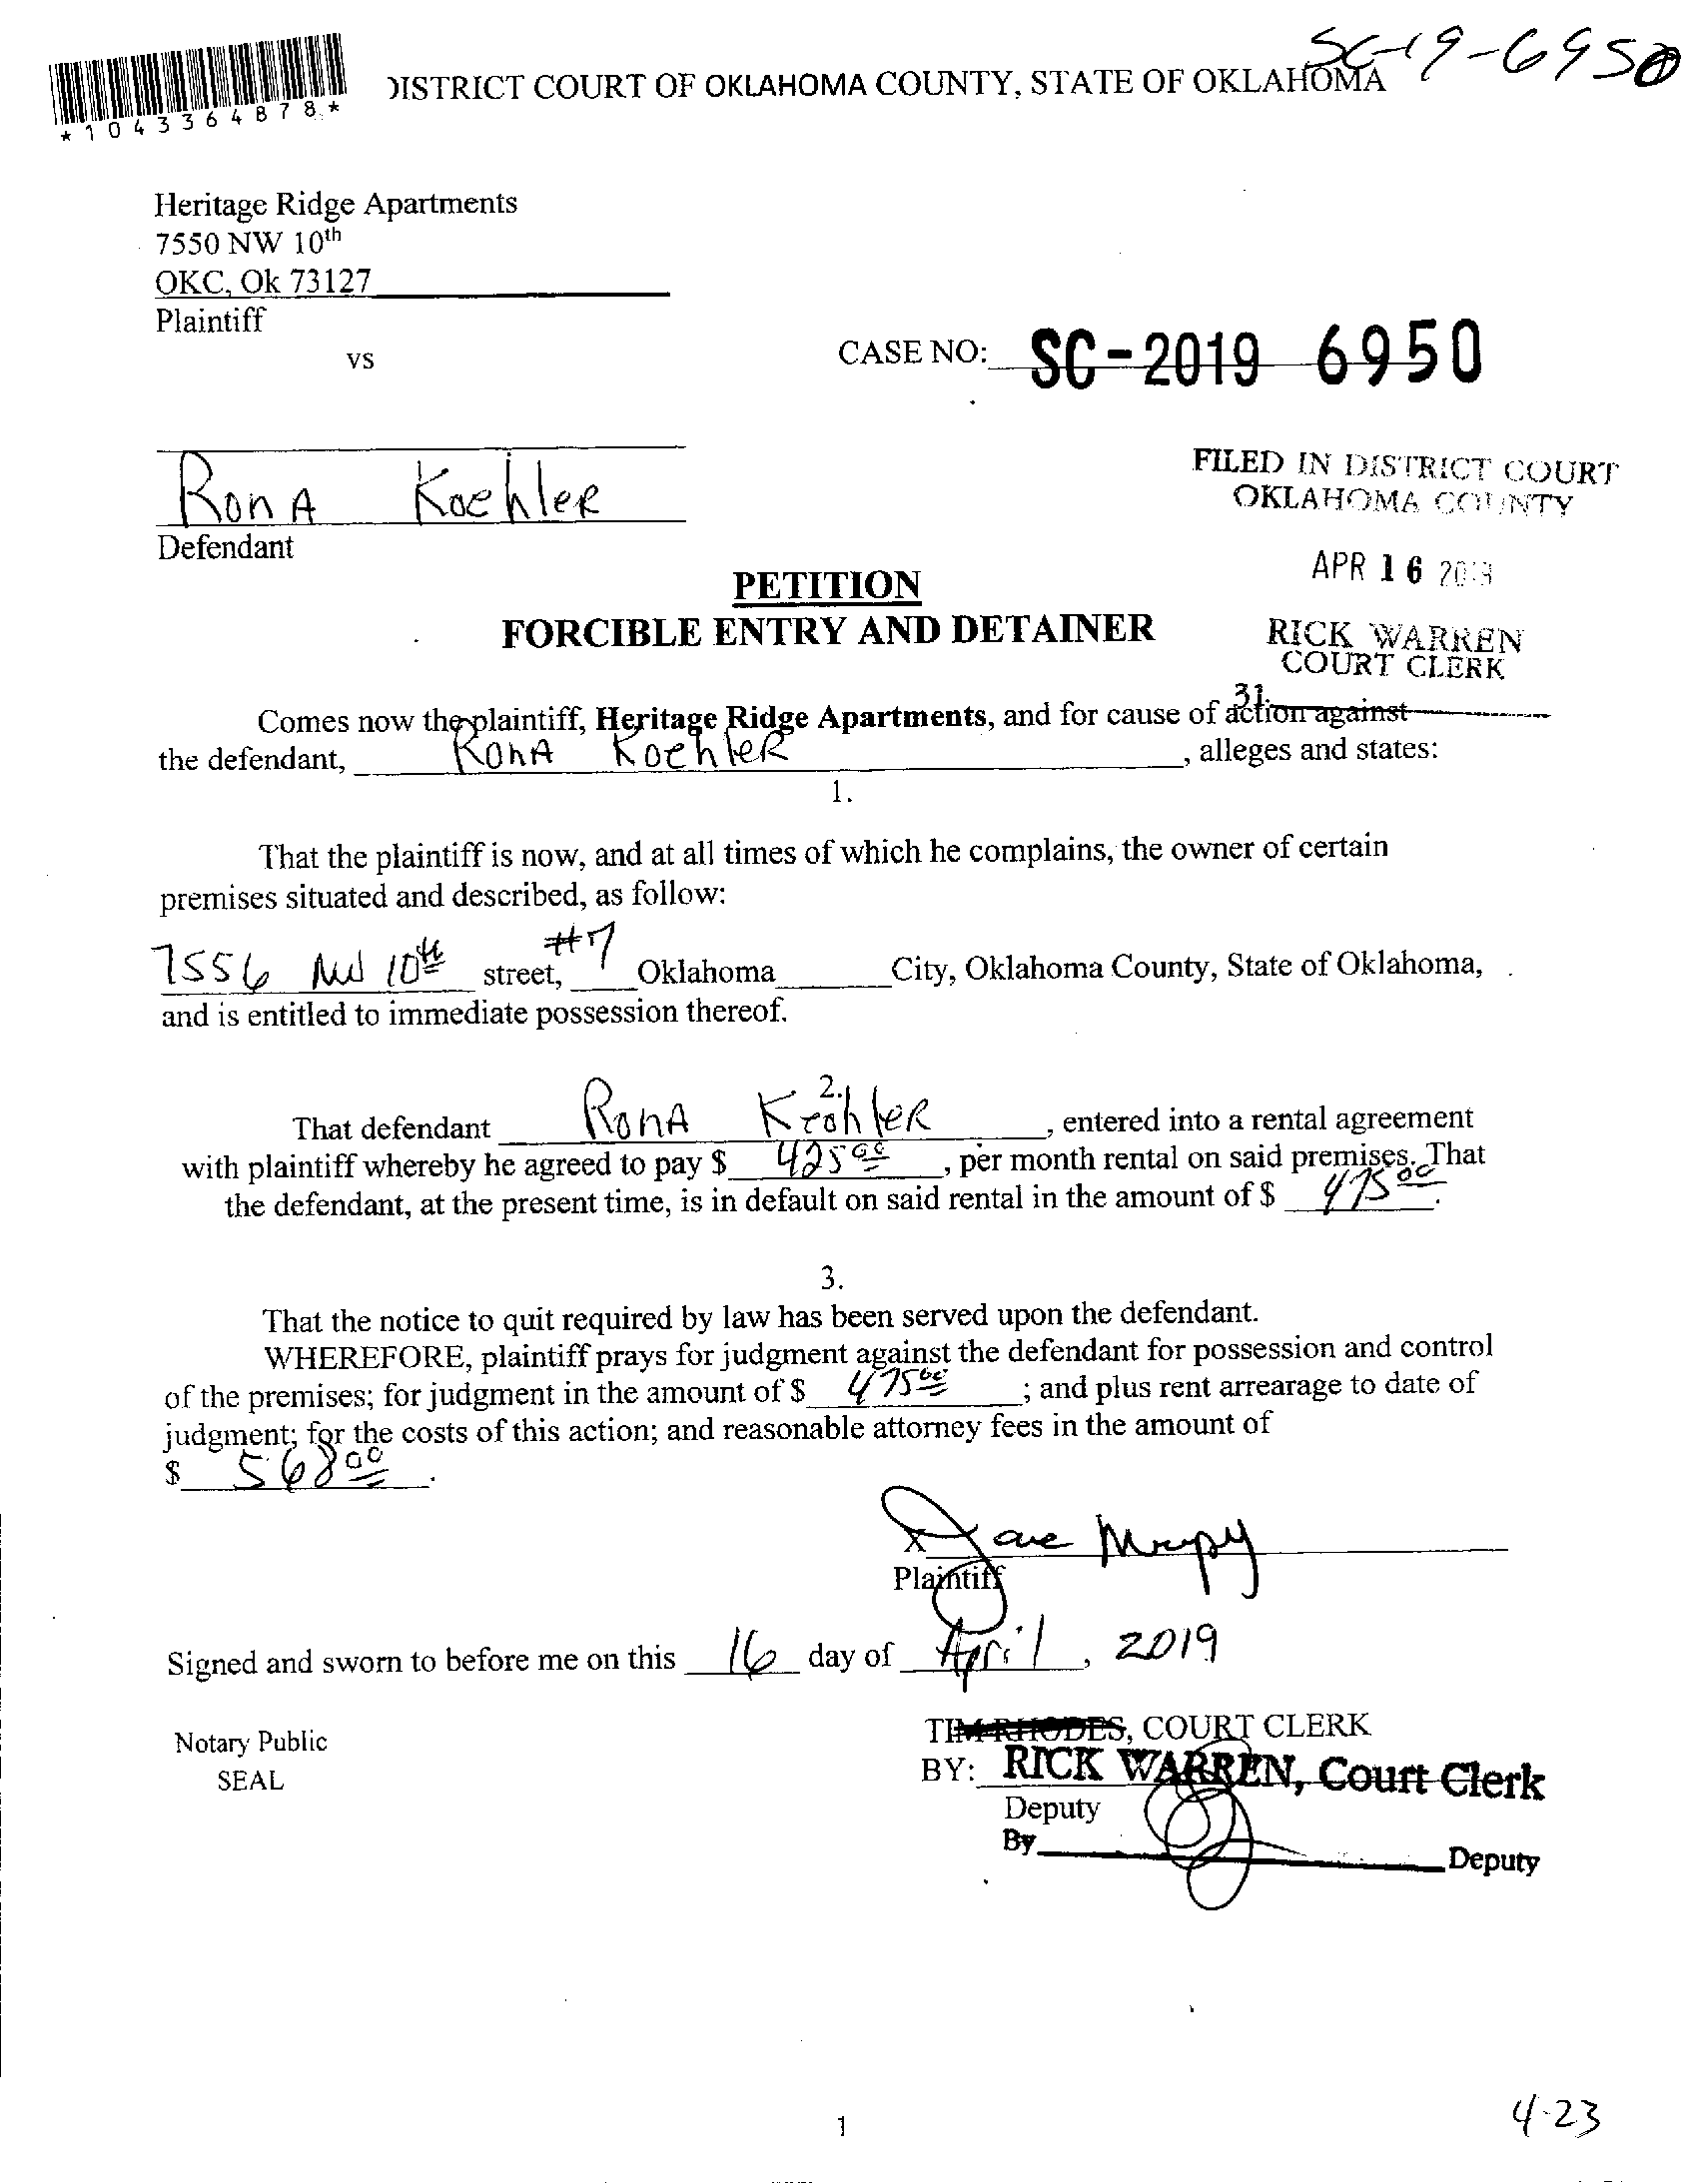 SC-19-6950
*1043364878*
DISTRICT COURT OF OKLAHOMA COUNTY, STATE OF OKLAHOMA
Heritage Ridge Apartments
7550 NW 10th
OKC, Ok 73127
Plaintiff
vs
CASE NO: SC-2019 6950
RonA Koehler
Defendant
FILED IN DISTRICT COURT
OKLAHOMA COUNTY
APR 16 2019
RICK WARREN
COURT CLERK
31
PETITION
FORCIBLE ENTRY AND DETAINER
Comes now the plaintiff, Heritage Ridge Apartments, and for cause of action against
the defendant, RonA KoehleR, alleges and states:
1.
That the plaintiff is now, and at all times of which he complains, the owner of certain
premises situated and described, as follow:
7556 NW 10th street, #7 Oklahoma City, Oklahoma County, State of Oklahoma,
and is entitled to immediate possession thereof.
2.
That defendant RonA KoehleR, entered into a rental agreement
with plaintiff whereby he agreed to pay $ 425 00, per month rental on said premises. That
the defendant, at the present time, is in default on said rental in the amount of $ 475 00.
3.
That the notice to quit required by law has been served upon the defendant.
WHEREFORE, plaintiff prays for judgment against the defendant for possession and control
of the premises; for judgment in the amount of $ 475 00; and plus rent arrearage to date of
judgment; for the costs of this action; and reasonable attorney fees in the amount of
$ 568 00.
X
Plaintiff
Signed and sworn to before me on this 16 day of April, 2019
Notary Public
SEAL
TIM RHODES, COURT CLERK
BY: RICK WARREN, Court Clerk
Deputy
By Deputy
1
4-23